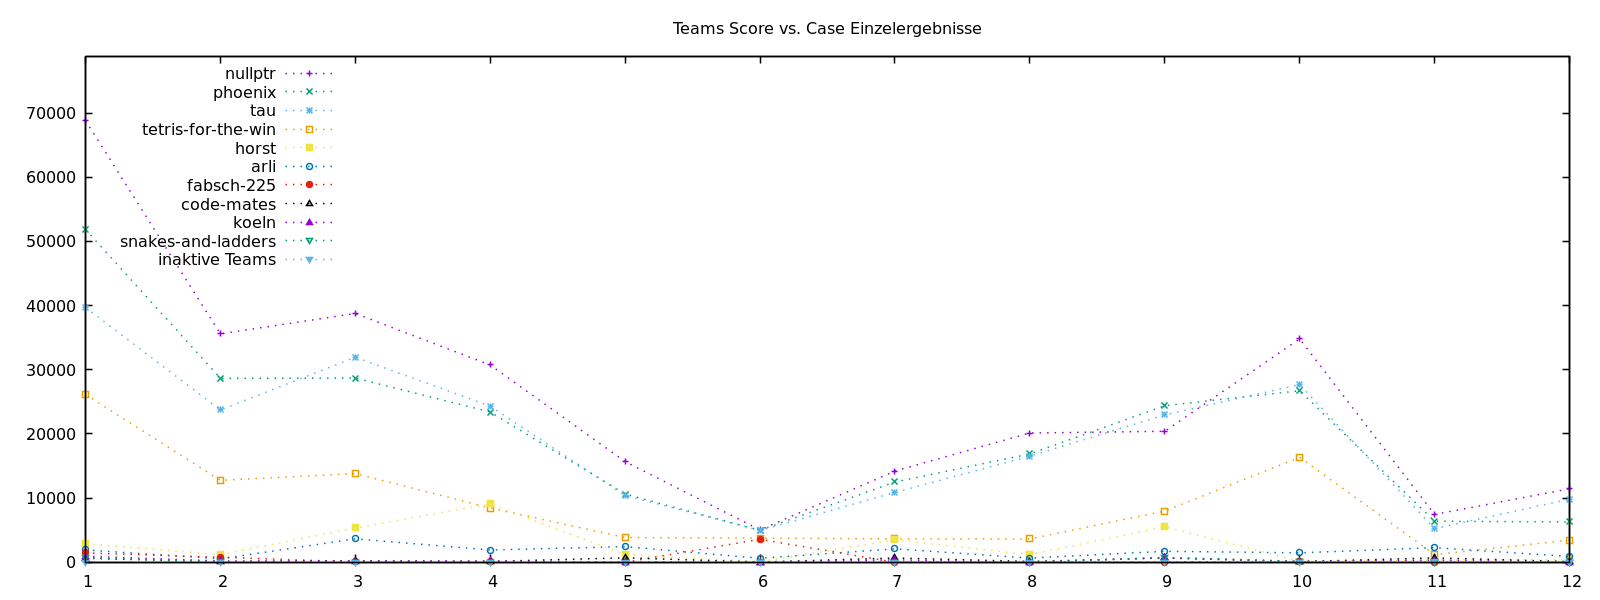 Teams Score vs. Case Einzelergebnisse
nullptr
phoenix
tau
tetris-for-the-win
horst
arli
fabsch-225
code-mates
koeln
snakes-and-ladders
inaktive Teams
70000
60000
50000
40000
30000
20000
10000
0
1 2 3 4 5 6 7 8 9 10 11 12